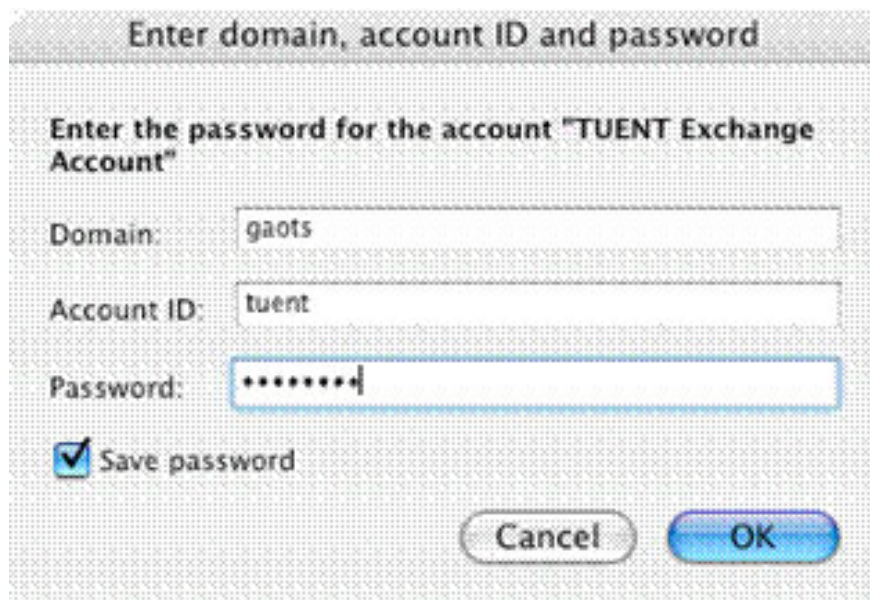 Enter domain, account ID and password
Enter the password for the account "TUENT Exchange
Account"
Domain: gaots
Account ID: tuent
Password: ••••••••
Save password
Cancel OK